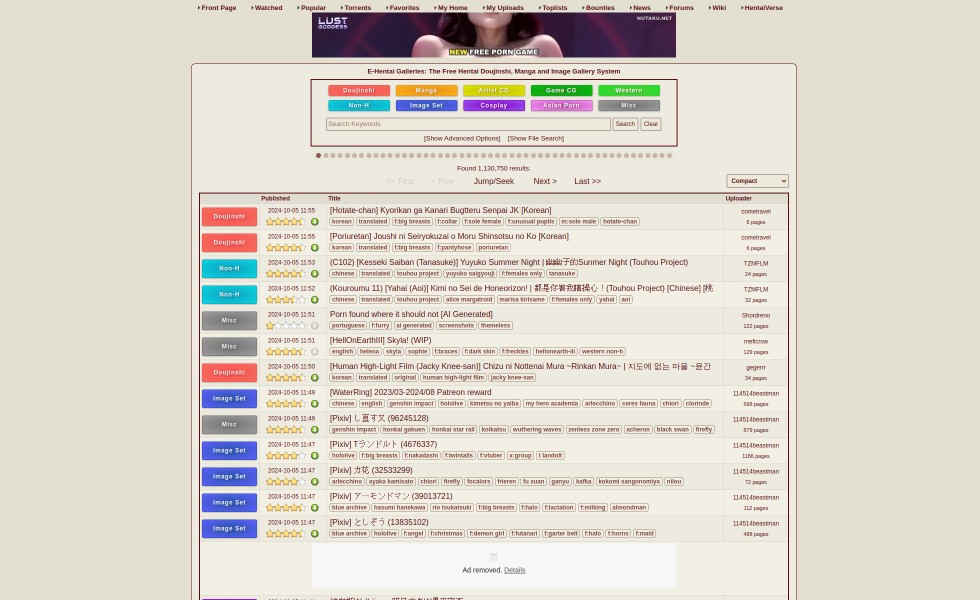 Front Page Watched Popular Torrents Favorites My Home My Uploads Toplists Bounties News Forums Wiki HentaiVerse
LUST GODDESS
NUTAKU.NET
NEW FREE PORN GAME
E-Hentai Galleries: The Free Hentai Doujinshi, Manga and Image Gallery System
Doujinshi Manga Artist CG Game CG Western
Non-H Image Set Cosplay Asian Porn Misc
Search Keywords Search Clear
[Show Advanced Options] [Show File Search]
Found 1,130,750 results.
<< First < Prev Jump/Seek Next > Last >> Compact
Published Title Uploader
Doujinshi 2024-10-05 11:55 [Hotate-chan] Kyorikan ga Kanari Bugtteru Senpai JK [Korean] cometravel
korean translated f:big breasts f:collar f:sole female f:unusual pupils m:sole male hotate-chan 6 pages
Doujinshi 2024-10-05 11:55 [Poriuretan] Joushi ni Seiryokuzai o Moru Shinsotsu no Ko [Korean] cometravel
korean translated f:big breasts f:pantyhose poriuretan 6 pages
Non-H 2024-10-05 11:53 (C102) [Kesseki Saiban (Tanasuke)] Yuyuko Summer Night | 幽幽子的Sunmer Night (Touhou Project) TZMFLM
chinese translated touhou project yuyuko saigyouji f:females only tanasuke 24 pages
Non-H 2024-10-05 11:52 (Kouroumu 11) [Yahai (Aoi)] Kimi no Sei de Honeorizon! | 都是你害我瞎操心！(Touhou Project) [Chinese] [桃 TZMFLM
chinese translated touhou project alice margatroid marisa kirisame f:females only yahai aoi 32 pages
Misc 2024-10-05 11:51 Porn found where it should not [AI Generated] Shordreno
portuguese f:furry ai generated screenshots themeless 122 pages
Misc 2024-10-05 11:51 [HellOnEarthIII] Skyla! (WIP) meficrow
english helena skyla sophie f:braces f:dark skin f:freckles hellonearth-iii western non-h 129 pages
Doujinshi 2024-10-05 11:50 [Human High-Light Film (Jacky Knee-san)] Chizu ni Nottenai Mura ~Rinkan Mura~ | 지도에 없는 마을 ~윤간 gegerrr
korean translated original human high-light film jacky knee-san 34 pages
Image Set 2024-10-05 11:49 [WaterRing] 2023/03-2024/08 Patreon reward 114514beastman
chinese english genshin impact hololive kimetsu no yaiba my hero academia arlecchino ceres fauna chiori clorinde 568 pages
Misc 2024-10-05 11:49 [Pixiv] し直す又 (96245128) 114514beastman
genshin impact honkai gakuen honkai star rail koikatsu wuthering waves zenless zone zero acheron black swan firefly 879 pages
Image Set 2024-10-05 11:47 [Pixiv] Tランドルト (4676337) 114514beastman
hololive f:big breasts f:nakadashi f:twintails f:vtuber x:group t landolt 1186 pages
Image Set 2024-10-05 11:47 [Pixiv] 力花 (32533299) 114514beastman
arlecchino ayaka kamisato chiori firefly focalors frieren fu xuan ganyu kafka kokomi sangonomiya nilou 72 pages
Image Set 2024-10-05 11:47 [Pixiv] アーモンドマン (39013721) 114514beastman
blue archive hasumi hanekawa rio tsukatsuki f:big breasts f:halo f:lactation f:milking almondman 112 pages
Image Set 2024-10-05 11:47 [Pixiv] としぞう (13835102) 114514beastman
blue archive hololive f:angel f:christmas f:demon girl f:futanari f:garter belt f:halo f:horns f:maid 488 pages
Ad removed. Details